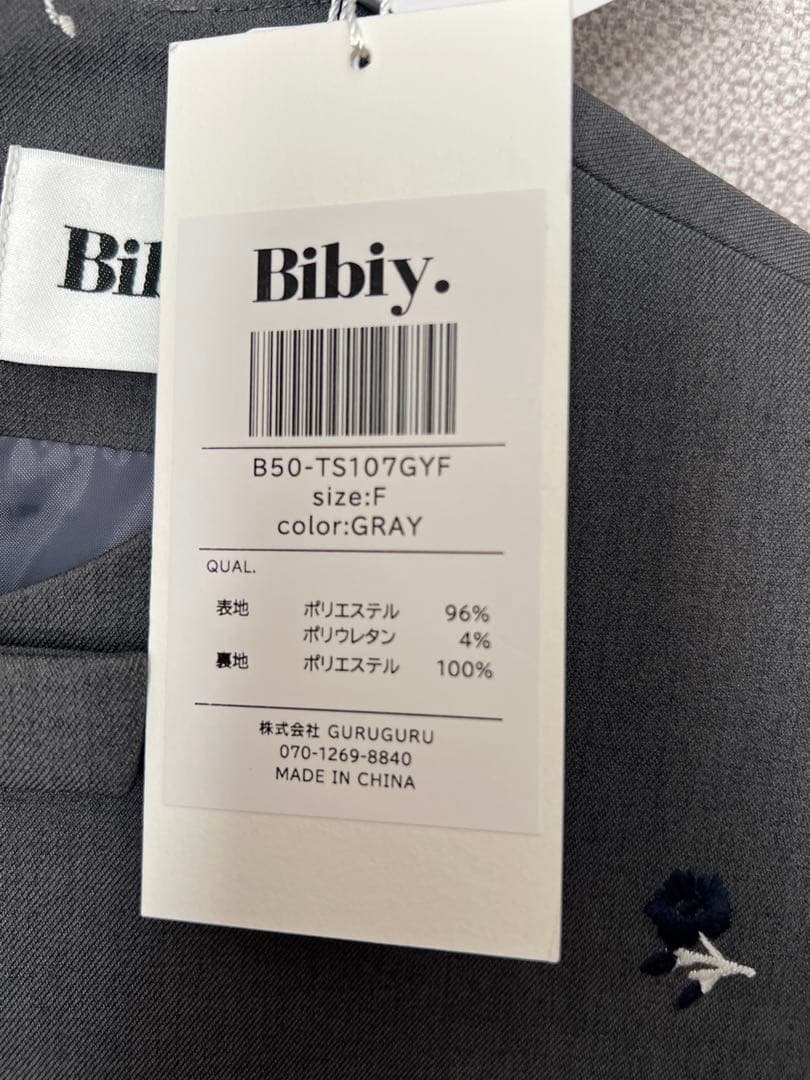 Bib
Bibiy.
B50-TS107GYF
size:F
color:GRAY
QUAL.
表地 ポリエステル 96%
ポリウレタン 4%
裏地 ポリエステル 100%
株式会社 GURUGURU
070-1269-8840
MADE IN CHINA